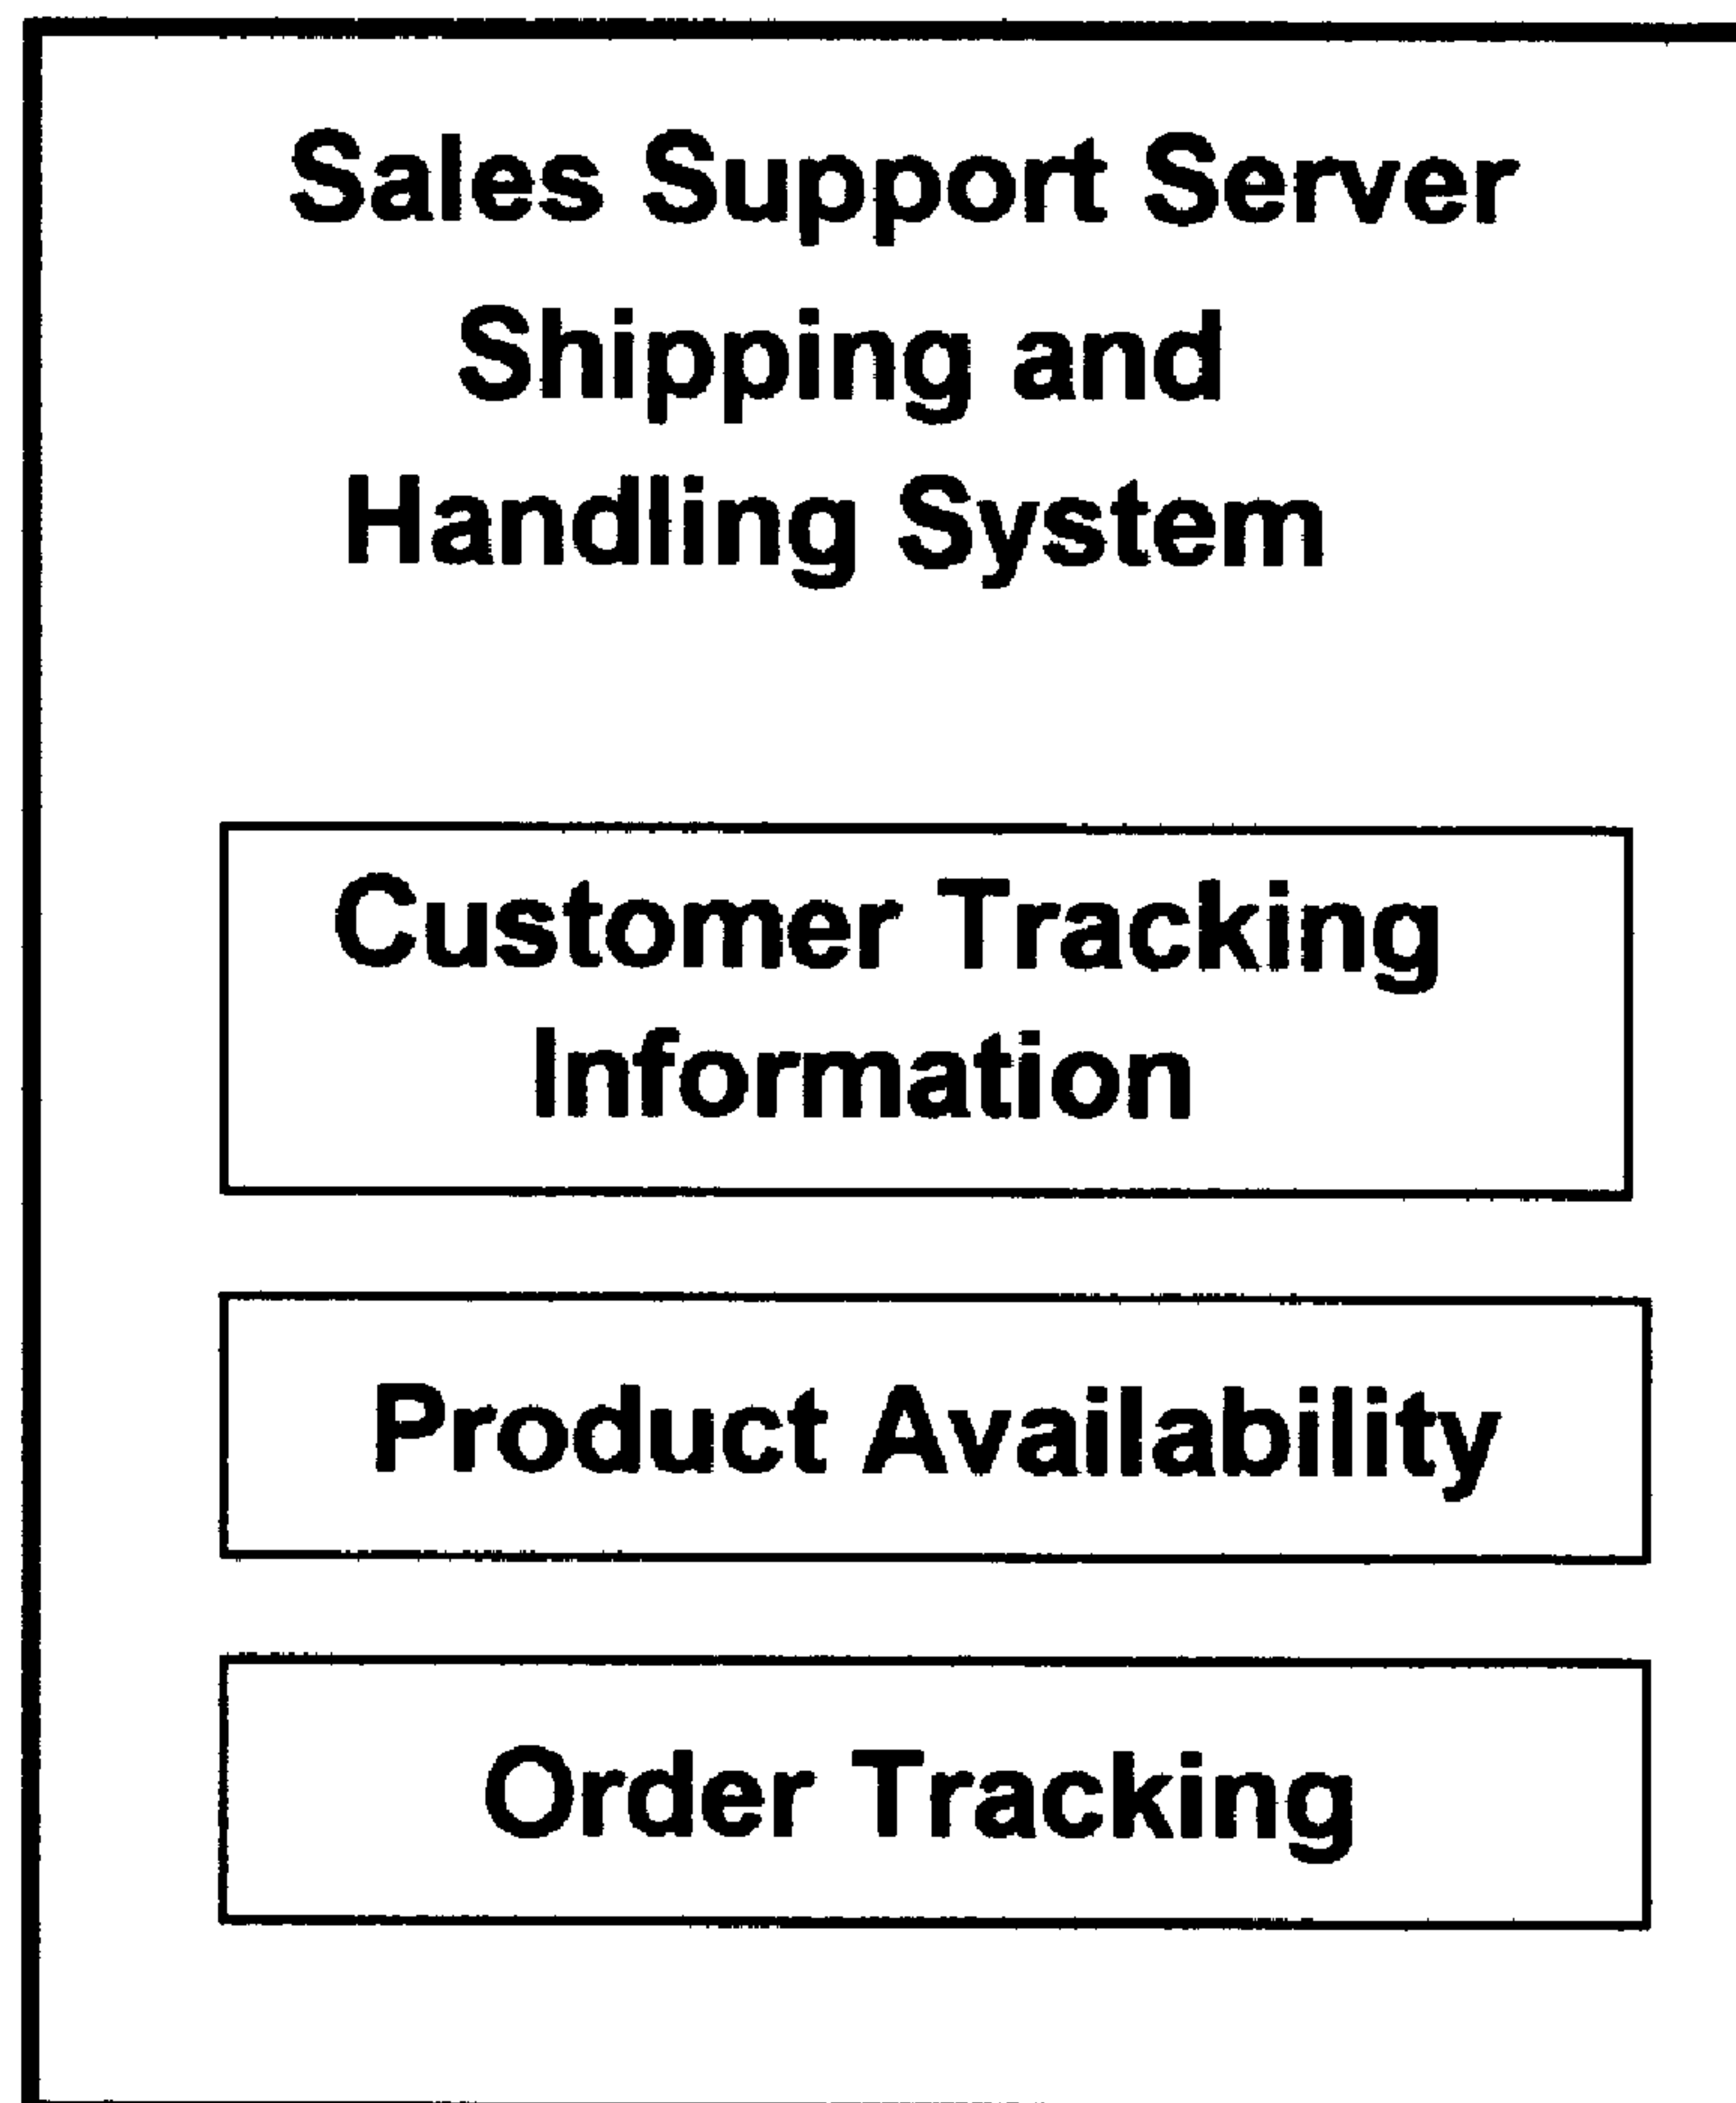 Sales Support Server
Shipping and
Handling System
Customer Tracking
Information
Product Availability
Order Tracking